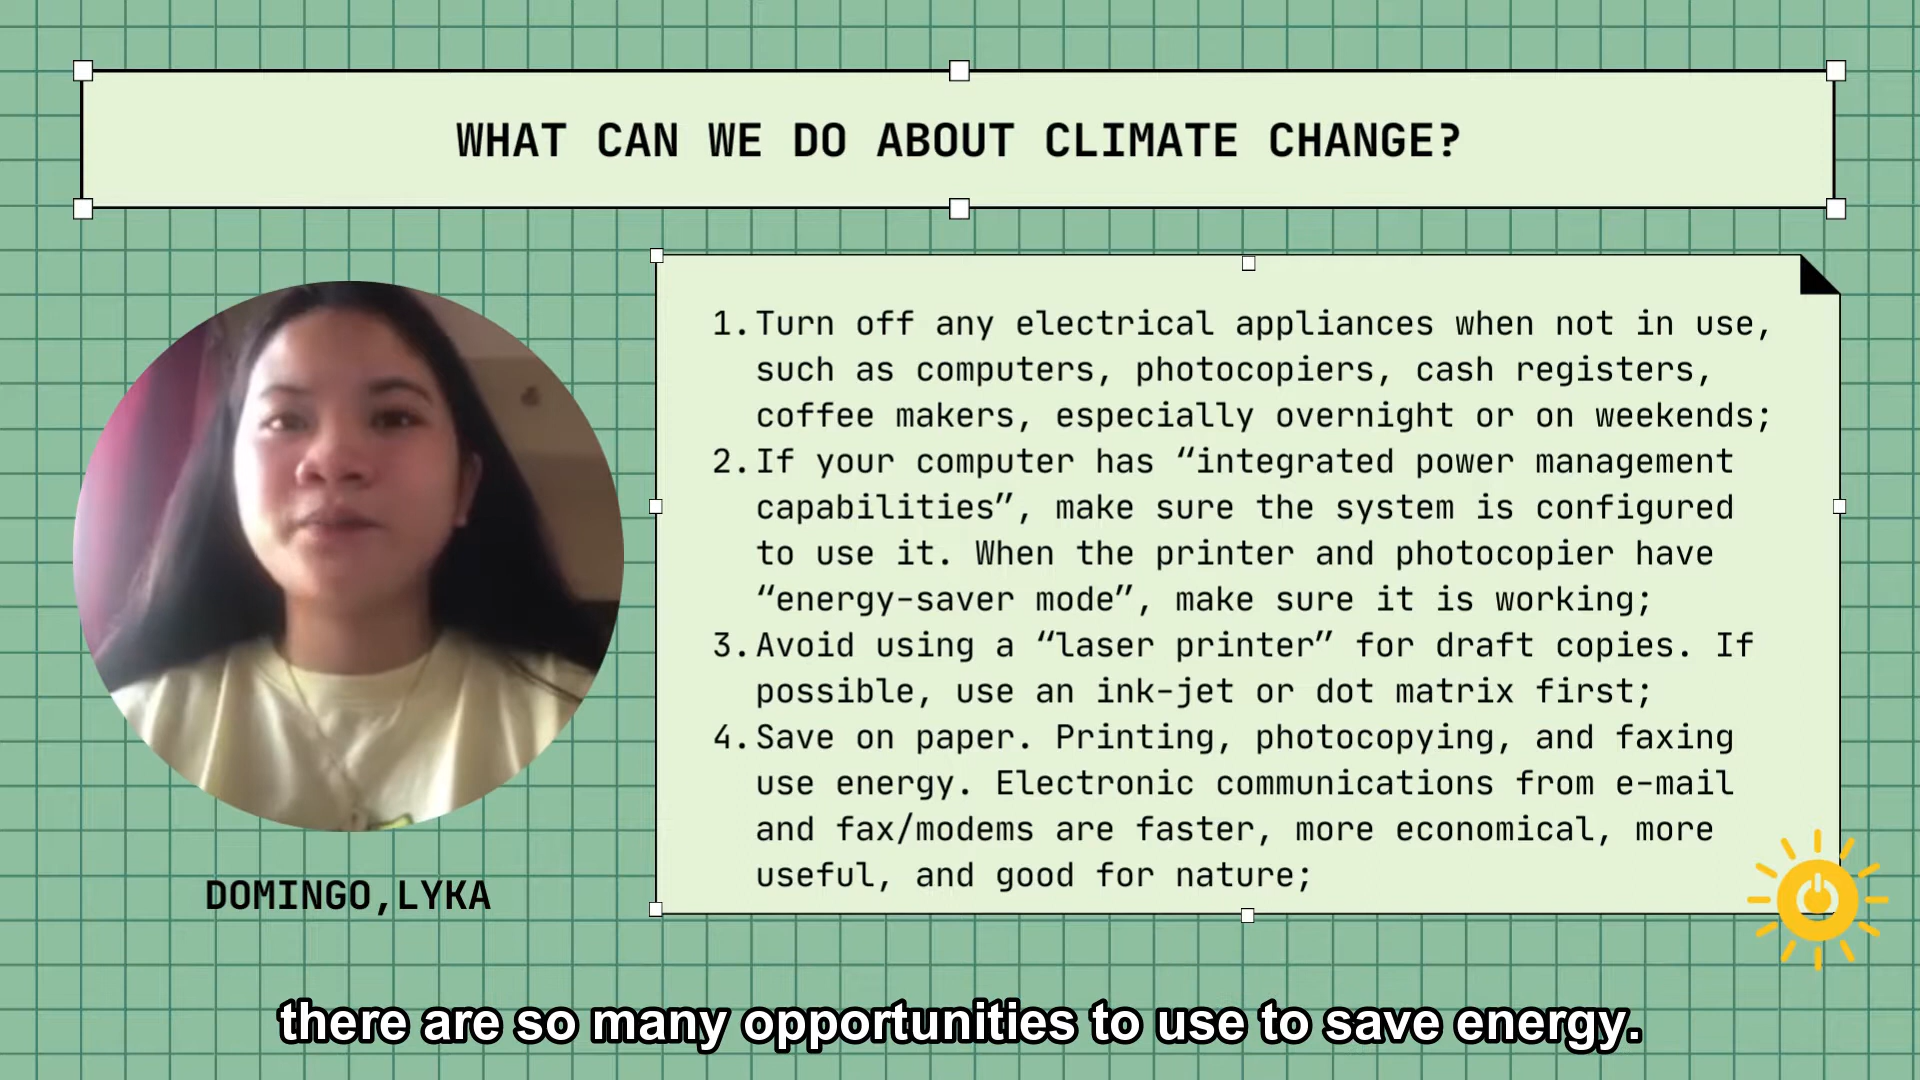 WHAT CAN WE DO ABOUT CLIMATE CHANGE?
1. Turn off any electrical appliances when not in use,
such as computers, photocopiers, cash registers,
coffee makers, especially overnight or on weekends;
2. If your computer has “integrated power management
capabilities”, make sure the system is configured
to use it. When the printer and photocopier have
“energy-saver mode”, make sure it is working;
3. Avoid using a “laser printer” for draft copies. If
possible, use an ink-jet or dot matrix first;
4. Save on paper. Printing, photocopying, and faxing
use energy. Electronic communications from e-mail
and fax/modems are faster, more economical, more
useful, and good for nature;
DOMINGO,LYKA
there are so many opportunities to use to save energy.